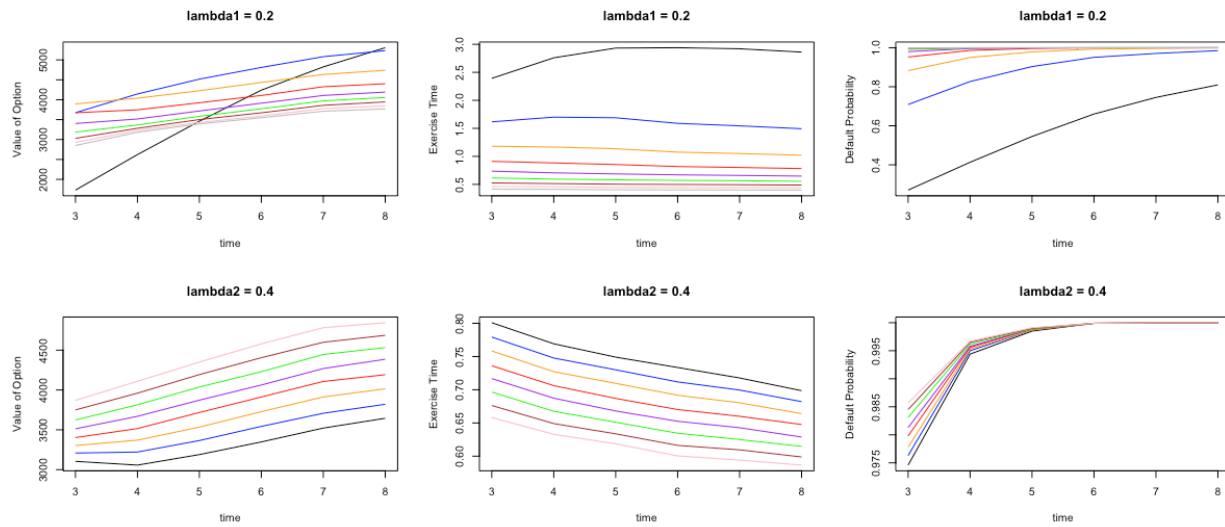 lambda1 = 0.2
Value of Option
2000 3000 4000 5000
3 4 5 6 7 8
time
lambda1 = 0.2
Exercise Time
0.5 1.0 1.5 2.0 2.5 3.0
3 4 5 6 7 8
time
lambda1 = 0.2
Default Probability
0.4 0.6 0.8 1.0
3 4 5 6 7 8
time
lambda2 = 0.4
Value of Option
3000 3500 4000 4500
3 4 5 6 7 8
time
lambda2 = 0.4
Exercise Time
0.60 0.65 0.70 0.75 0.80
3 4 5 6 7 8
time
lambda2 = 0.4
Default Probability
0.975 0.985 0.995
3 4 5 6 7 8
time